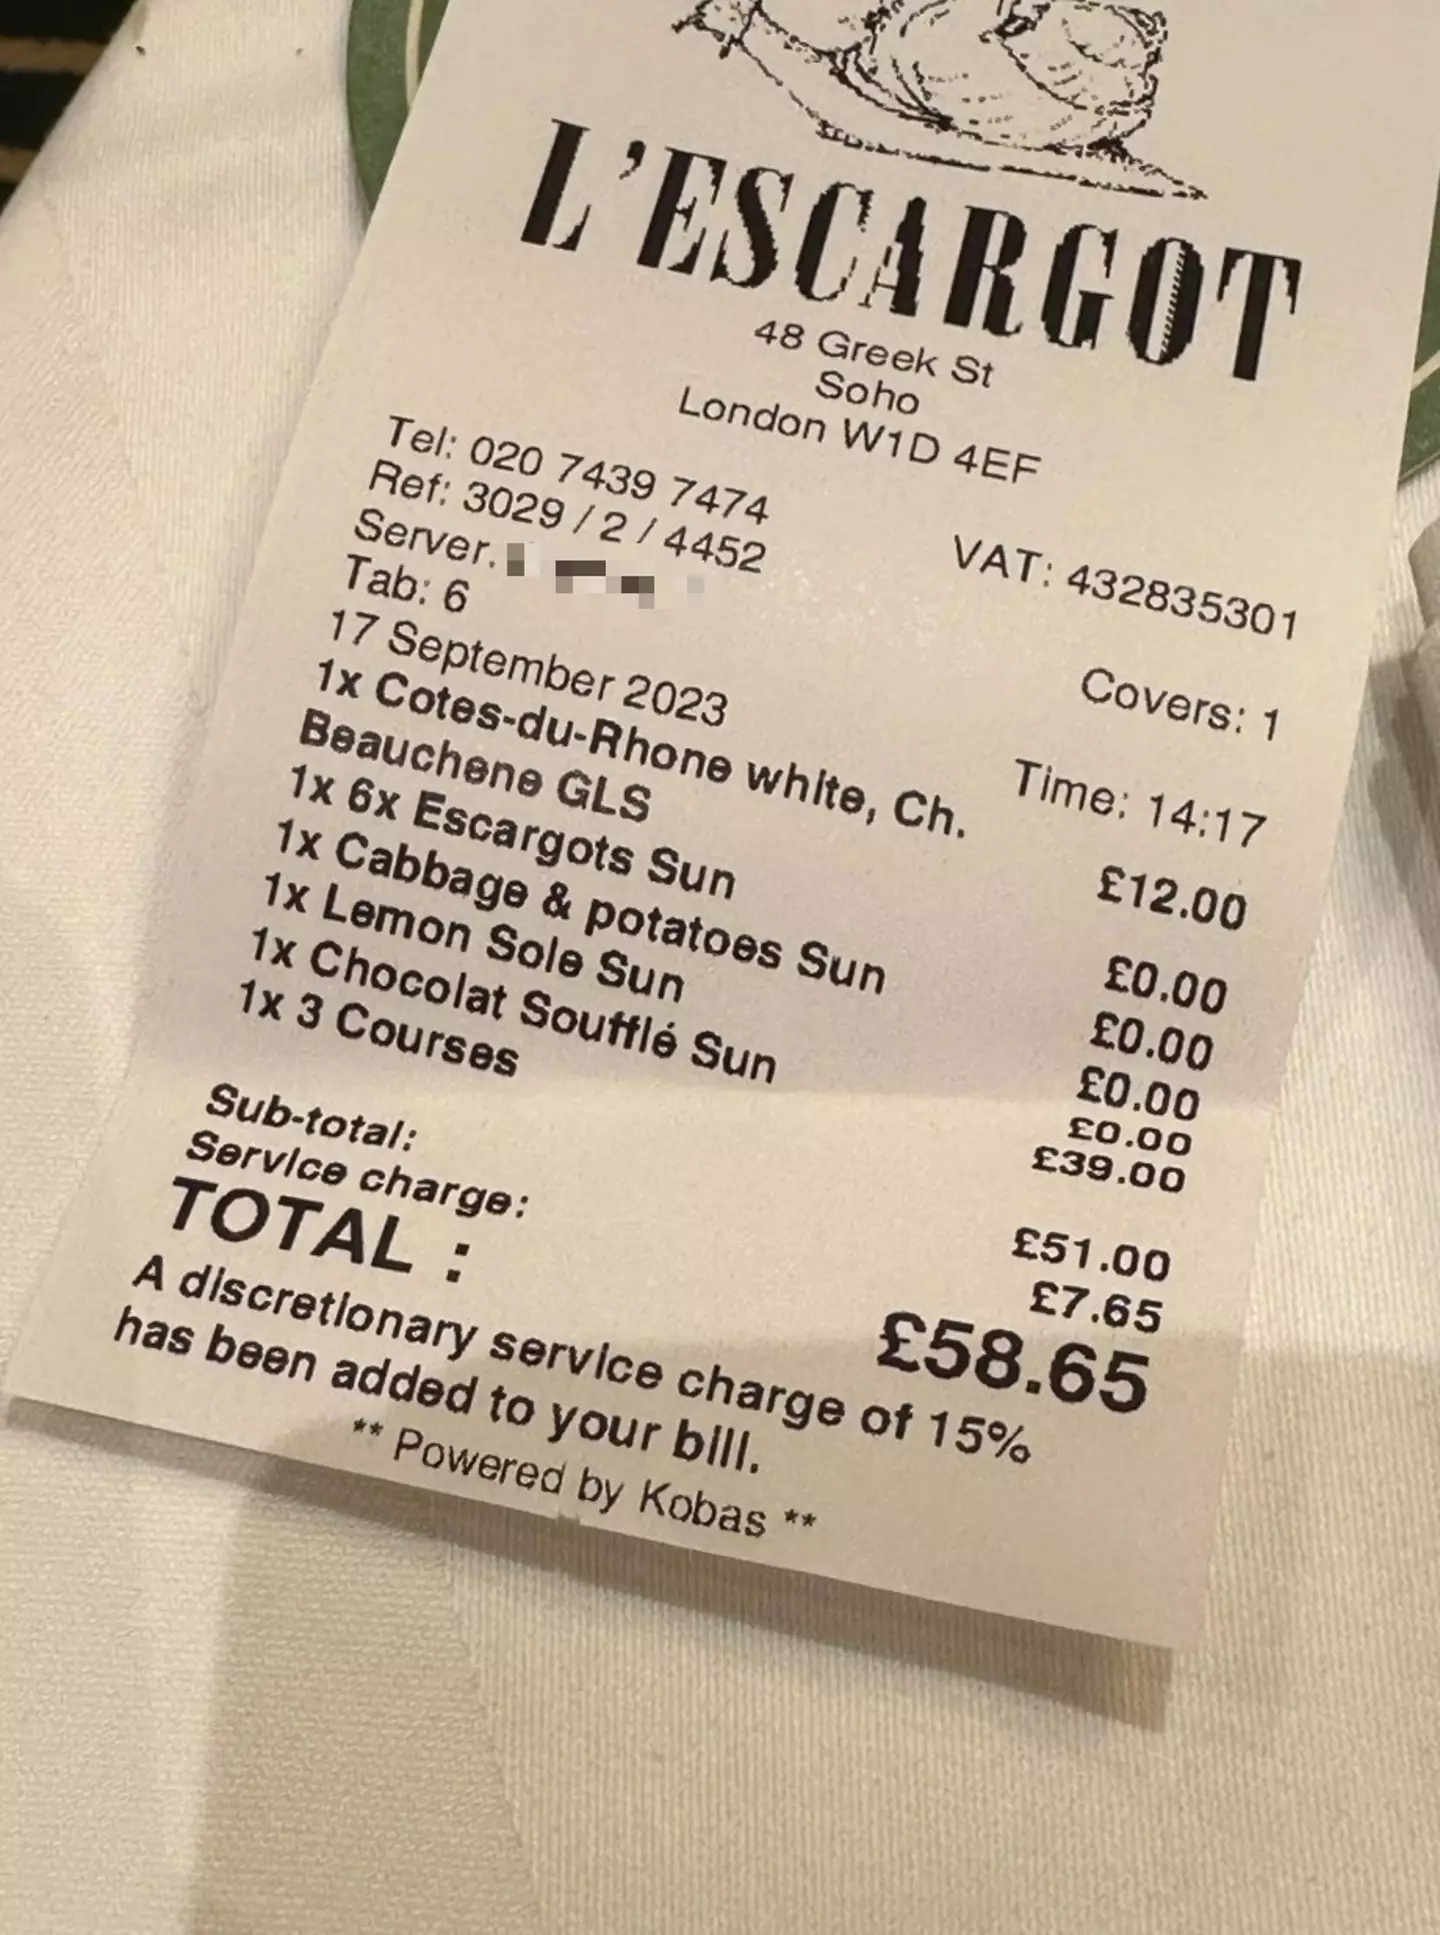 L'ESCARGOT
48 Greek St
Soho
London W1D 4EF
Tel: 020 7439 7474
VAT: 432835301
Ref: 3029 / 2 / 4452
Server.
Covers: 1
Tab: 6
17 September 2023
Time: 14:17
1x Cotes-du-Rhone white, Ch.
Beauchene GLS £12.00
1x 6x Escargots Sun £0.00
1x Cabbage & potatoes Sun £0.00
1x Lemon Sole Sun £0.00
1x Chocolat Soufflé Sun £0.00
1x 3 Courses £39.00
Sub-total: £51.00
Service charge: £7.65
TOTAL : £58.65
A discretionary service charge of 15%
has been added to your bill.
** Powered by Kobas **